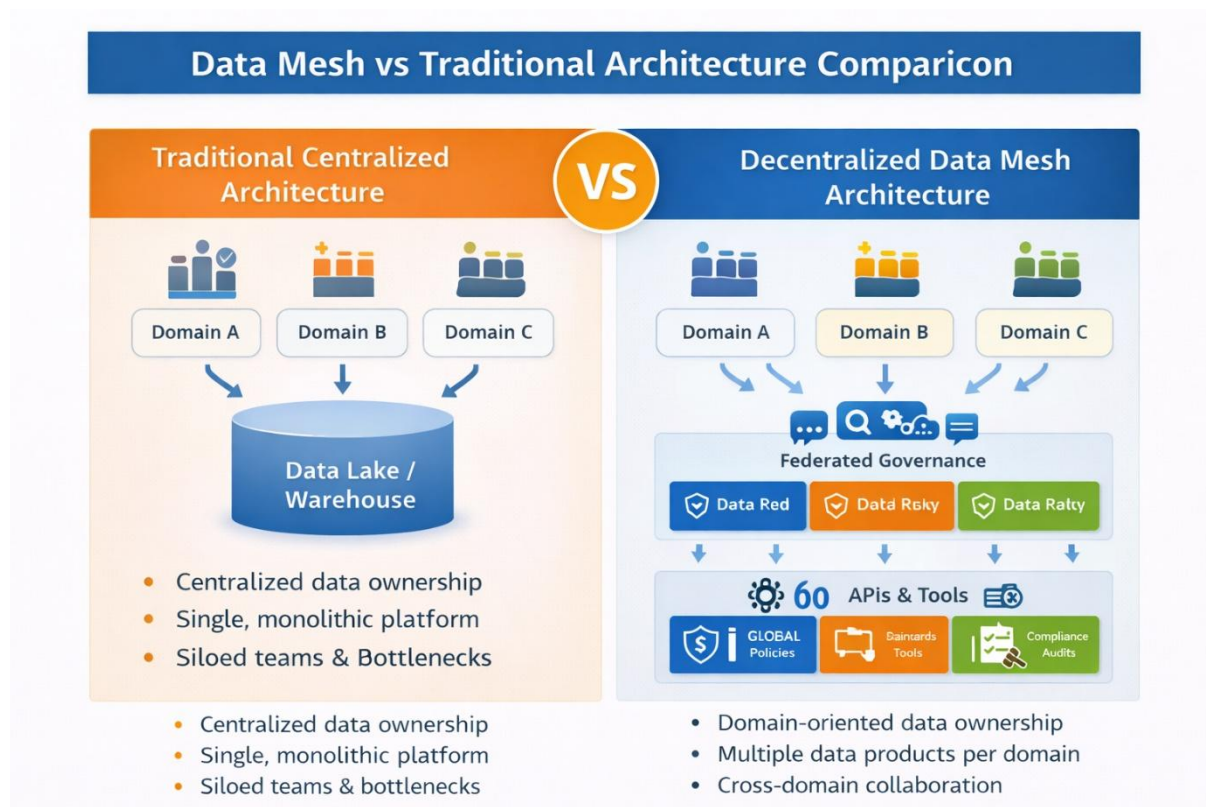 Data Mesh vs Traditional Architecture Comparicon
Traditional Centralized
Architecture
VS
Decentralized Data Mesh
Architecture
Domain A
Domain B
Domain C
Data Lake /
Warehouse
Centralized data ownership
Single, monolithic platform
Siloed teams & Bottlenecks
Domain A
Domain B
Domain C
Federated Governance
Data Red
Data Rısky
Data Ralty
60 APis & Tools
GLOBAL
Policies
Tools
Compliance
Audits
Centralized data ownership
Single, monolithic platform
Siloed teams & bottlenecks
Domain-oriented data ownership
Multiple data products per domain
Cross-domain collaboration